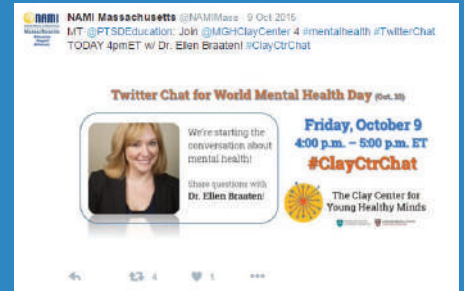 NAMI Massachusetts @NAMIMass · 9 Oct 2015
MT @PTSDEducation: Join @MGHClayCenter 4 #mentalhealth #TwitterChat
TODAY 4pmET w/ Dr. Ellen Braaten! #ClayCtrChat
nami
Massachusetts
Twitter Chat for World Mental Health Day (Oct. 10)
We're starting the
conversation about
mental health!
Share questions with
Dr. Ellen Braaten!
Friday, October 9
4:00 p.m. – 5:00 p.m. ET
#ClayCtrChat
The Clay Center for
Young Healthy Minds
4
1